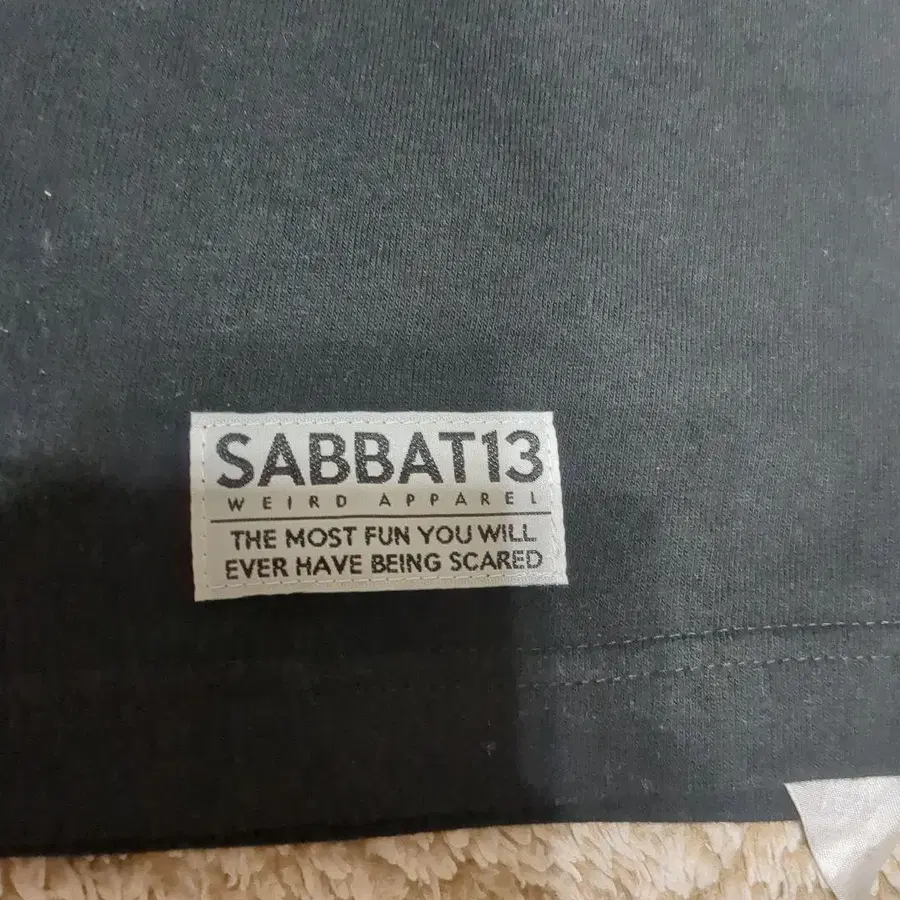 SABBAT13
WEIRD APPAREL
THE MOST FUN YOU WILL
EVER HAVE BEING SCARED